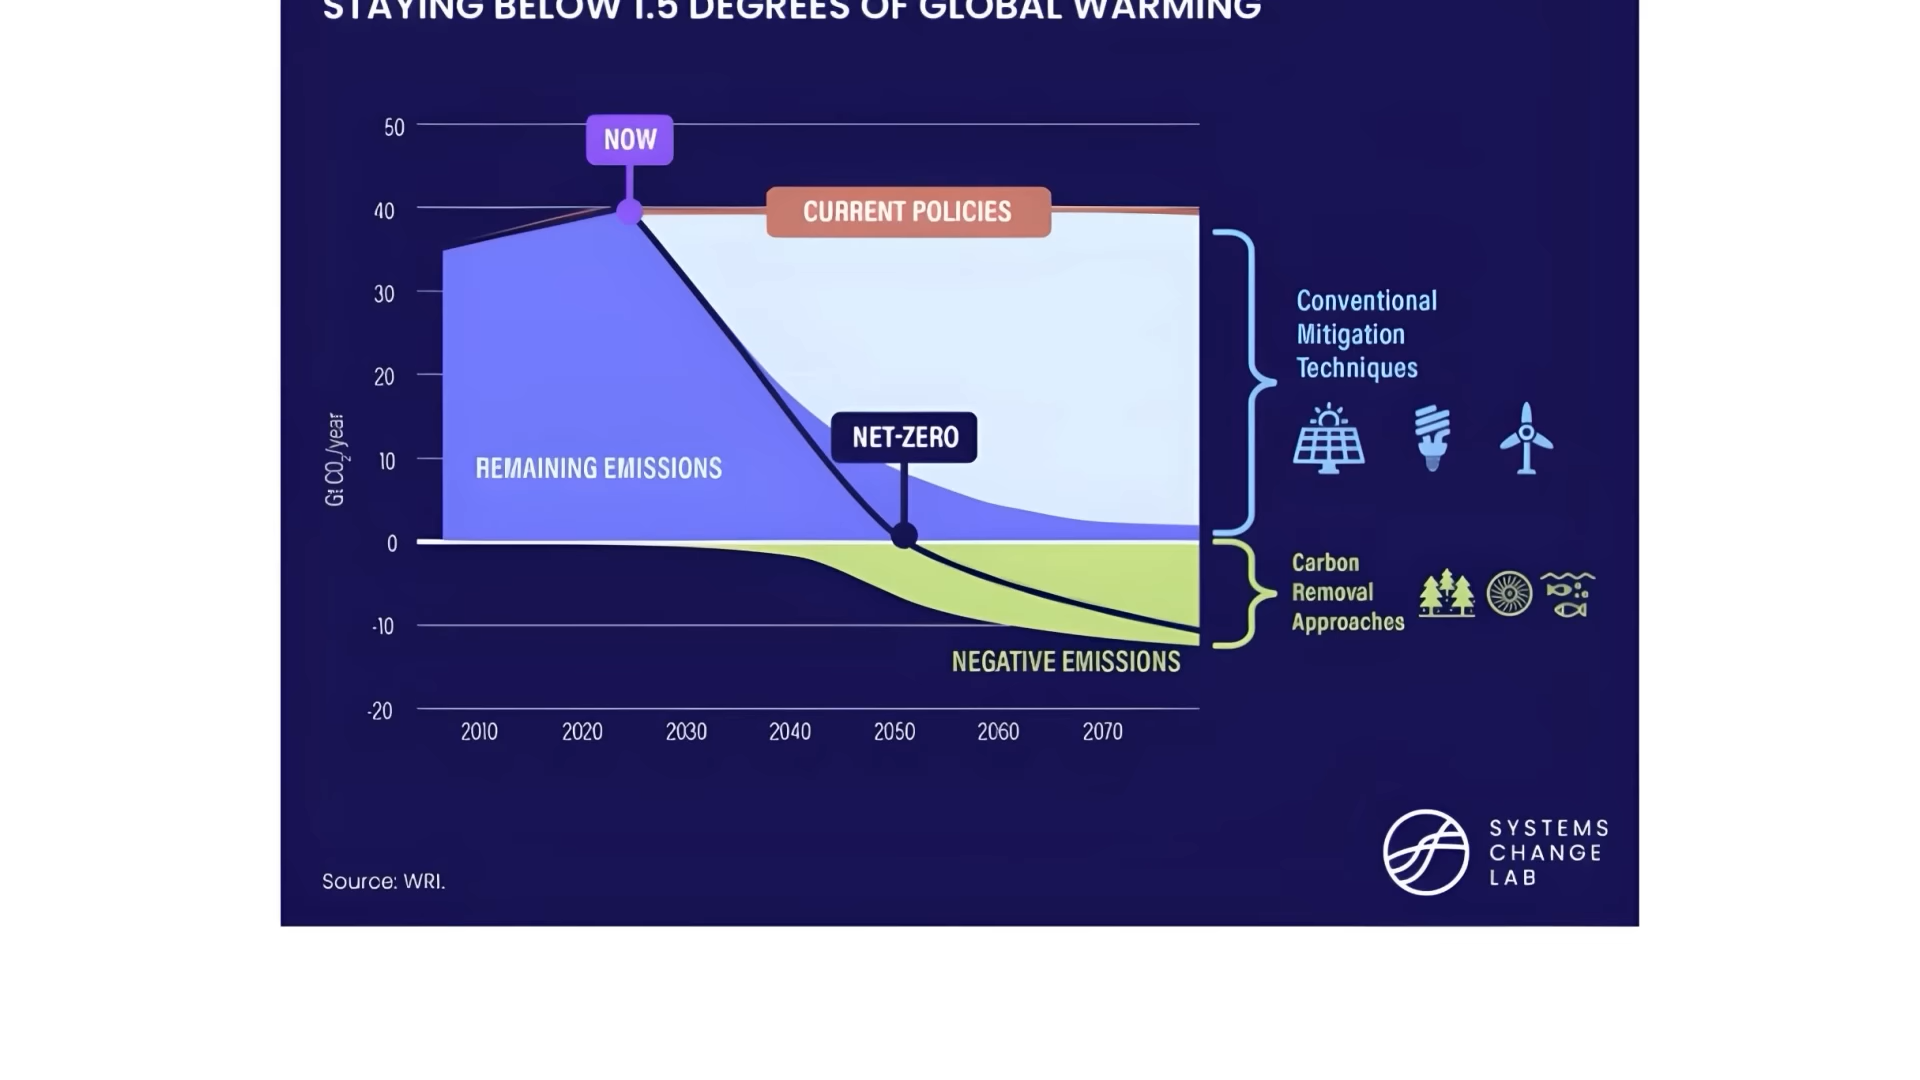 STAYING BELOW 1.5 DEGREES OF GLOBAL WARMING
50
NOW
40
CURRENT POLICIES
30
Conventional
Mitigation
Techniques
20
NET-ZERO
10
REMAINING EMISSIONS
Gt CO₂/year
0
Carbon
Removal
Approaches
-10
NEGATIVE EMISSIONS
-20
2010 2020 2030 2040 2050 2060 2070
SYSTEMS
CHANGE
LAB
Source: WRI.